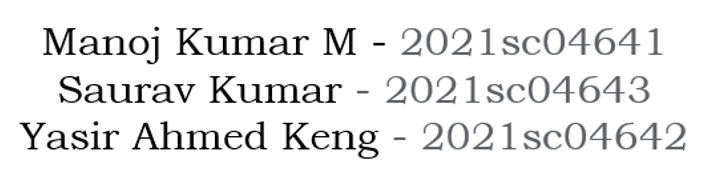 Manoj Kumar M - 2021sc04641
Saurav Kumar - 2021sc04643
Yasir Ahmed Keng - 2021sc04642